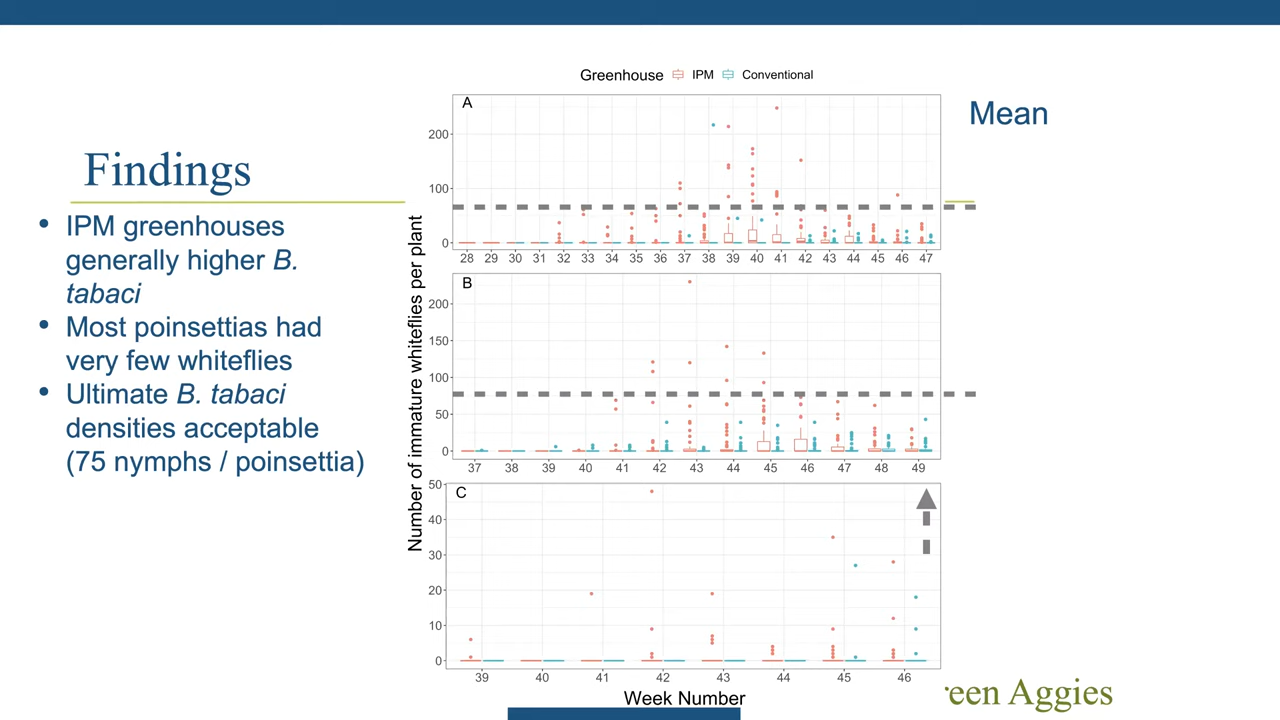 Findings
• IPM greenhouses
generally higher B.
tabaci
• Most poinsettias had
very few whiteflies
• Ultimate B. tabaci
densities acceptable
(75 nymphs / poinsettia)
Greenhouse IPM Conventional
Mean
Number of immature whiteflies per plant
A
200
100
0
28 29 30 31 32 33 34 35 36 37 38 39 40 41 42 43 44 45 46 47
B
200
150
100
50
0
37 38 39 40 41 42 43 44 45 46 47 48 49
C
50
40
30
20
10
0
39 40 41 42 43 44 45 46
Week Number
een Aggies